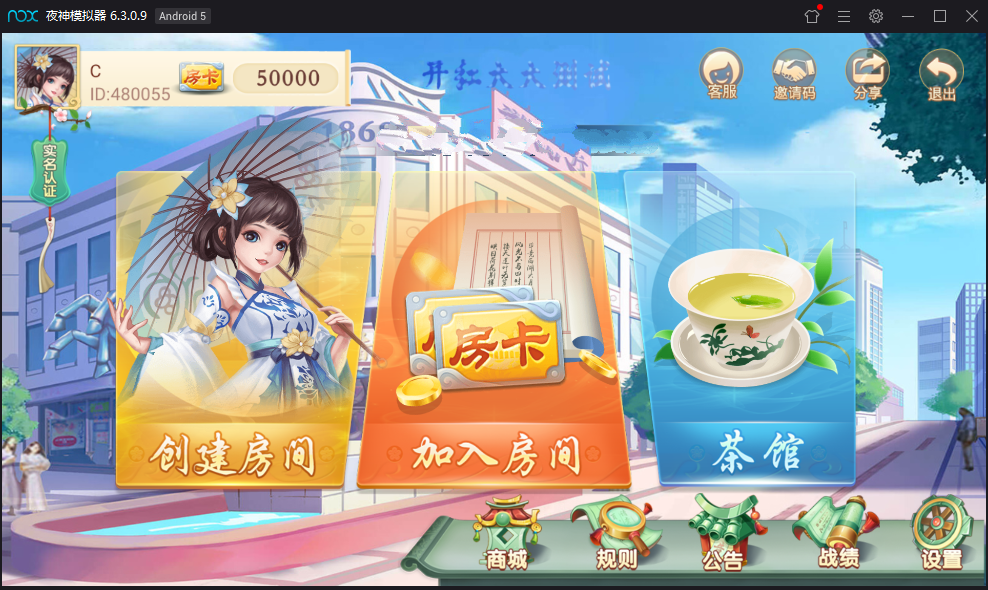 nox 夜神模拟器 6.3.0.9 Android 5
C
房卡
50000
ID:480055
客服
邀请码
分享
退出
实名认证
房卡
创建房间
加入房间
茶馆
商城
规则
公告
战绩
设置